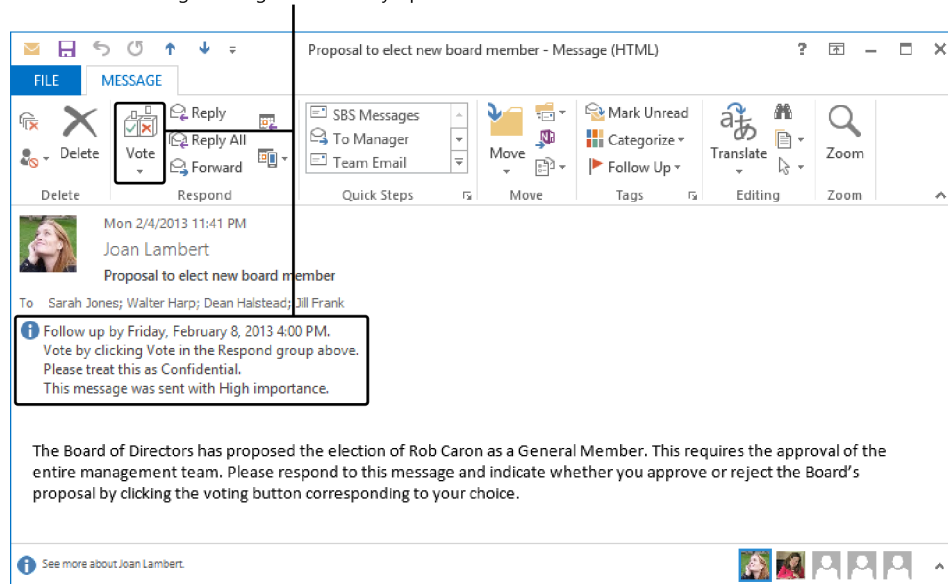 Proposal to elect new board member - Message (HTML)
?
FILE MESSAGE
Delete
Vote
Reply
Reply All
Forward
SBS Messages
To Manager
Team Email
Move
Mark Unread
Categorize
Follow Up
Translate
Zoom
Delete Respond Quick Steps Move Tags Editing Zoom
Mon 2/4/2013 11:41 PM
Joan Lambert
Proposal to elect new board member
To Sarah Jones; Walter Harp; Dean Halstead; Jill Frank
Follow up by Friday, February 8, 2013 4:00 PM.
Vote by clicking Vote in the Respond group above.
Please treat this as Confidential.
This message was sent with High importance.
The Board of Directors has proposed the election of Rob Caron as a General Member. This requires the approval of the
entire management team. Please respond to this message and indicate whether you approve or reject the Board's
proposal by clicking the voting button corresponding to your choice.
See more about Joan Lambert.